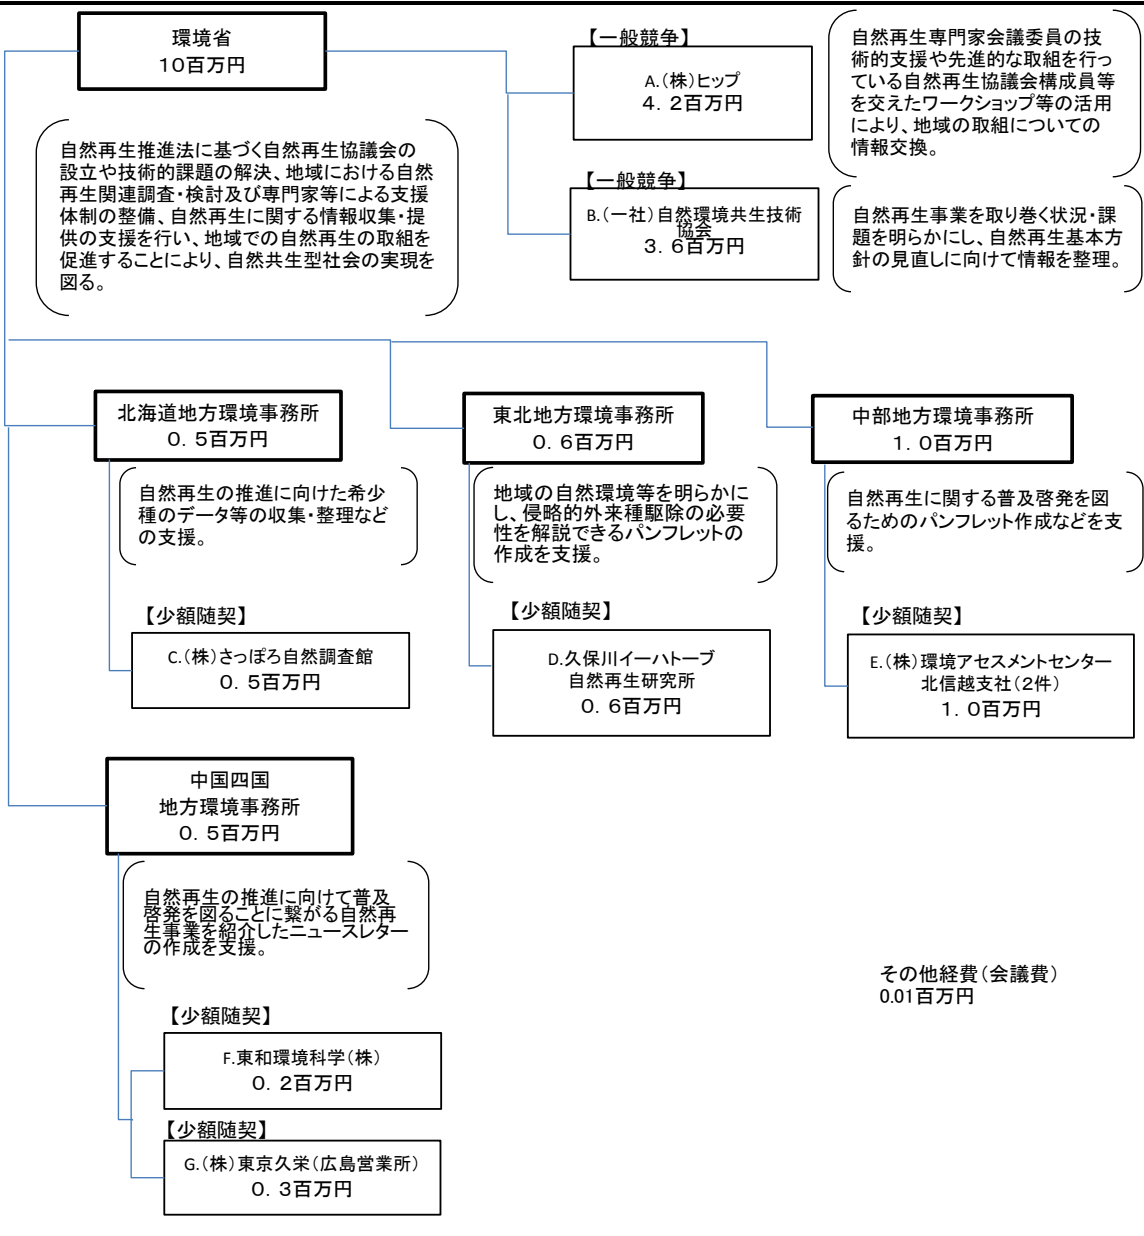 環境省
10百万円
自然再生推進法に基づく自然再生協議会の
設立や技術的課題の解決、地域における自然
再生関連調査・検討及び専門家等による支援
体制の整備、自然再生に関する情報収集・提
供の支援を行い、地域での自然再生の取組を
促進することにより、自然共生型社会の実現を
図る。
【一般競争】
A.(株)ヒップ
4．2百万円
自然再生専門家会議委員の技
術的支援や先進的な取組を行っ
ている自然再生協議会構成員等
を交えたワークショップ等の活用
により、地域の取組についての
情報交換。
【一般競争】
B.(一社)自然環境共生技術
協会
3．6百万円
自然再生事業を取り巻く状況・課
題を明らかにし、自然再生基本方
針の見直しに向けて情報を整理。
北海道地方環境事務所
0．5百万円
自然再生の推進に向けた希少
種のデータ等の収集・整理など
の支援。
【少額随契】
C.(株)さっぽろ自然調査館
0．5百万円
東北地方環境事務所
0．6百万円
地域の自然環境等を明らかに
し、侵略的外来種駆除の必要
性を解説できるパンフレットの
作成を支援。
【少額随契】
D.久保川イーハトーブ
自然再生研究所
0．6百万円
中部地方環境事務所
1．0百万円
自然再生に関する普及啓発を図
るためのパンフレット作成などを支
援。
【少額随契】
E.(株)環境アセスメントセンター
北信越支社(2件)
1．0百万円
中国四国
地方環境事務所
0．5百万円
自然再生の推進に向けて普及
啓発を図ることに繋がる自然再
生事業を紹介したニュースレター
の作成を支援。
【少額随契】
F.東和環境科学(株)
0．2百万円
【少額随契】
G.(株)東京久栄(広島営業所)
0．3百万円
その他経費(会議費)
0.01百万円